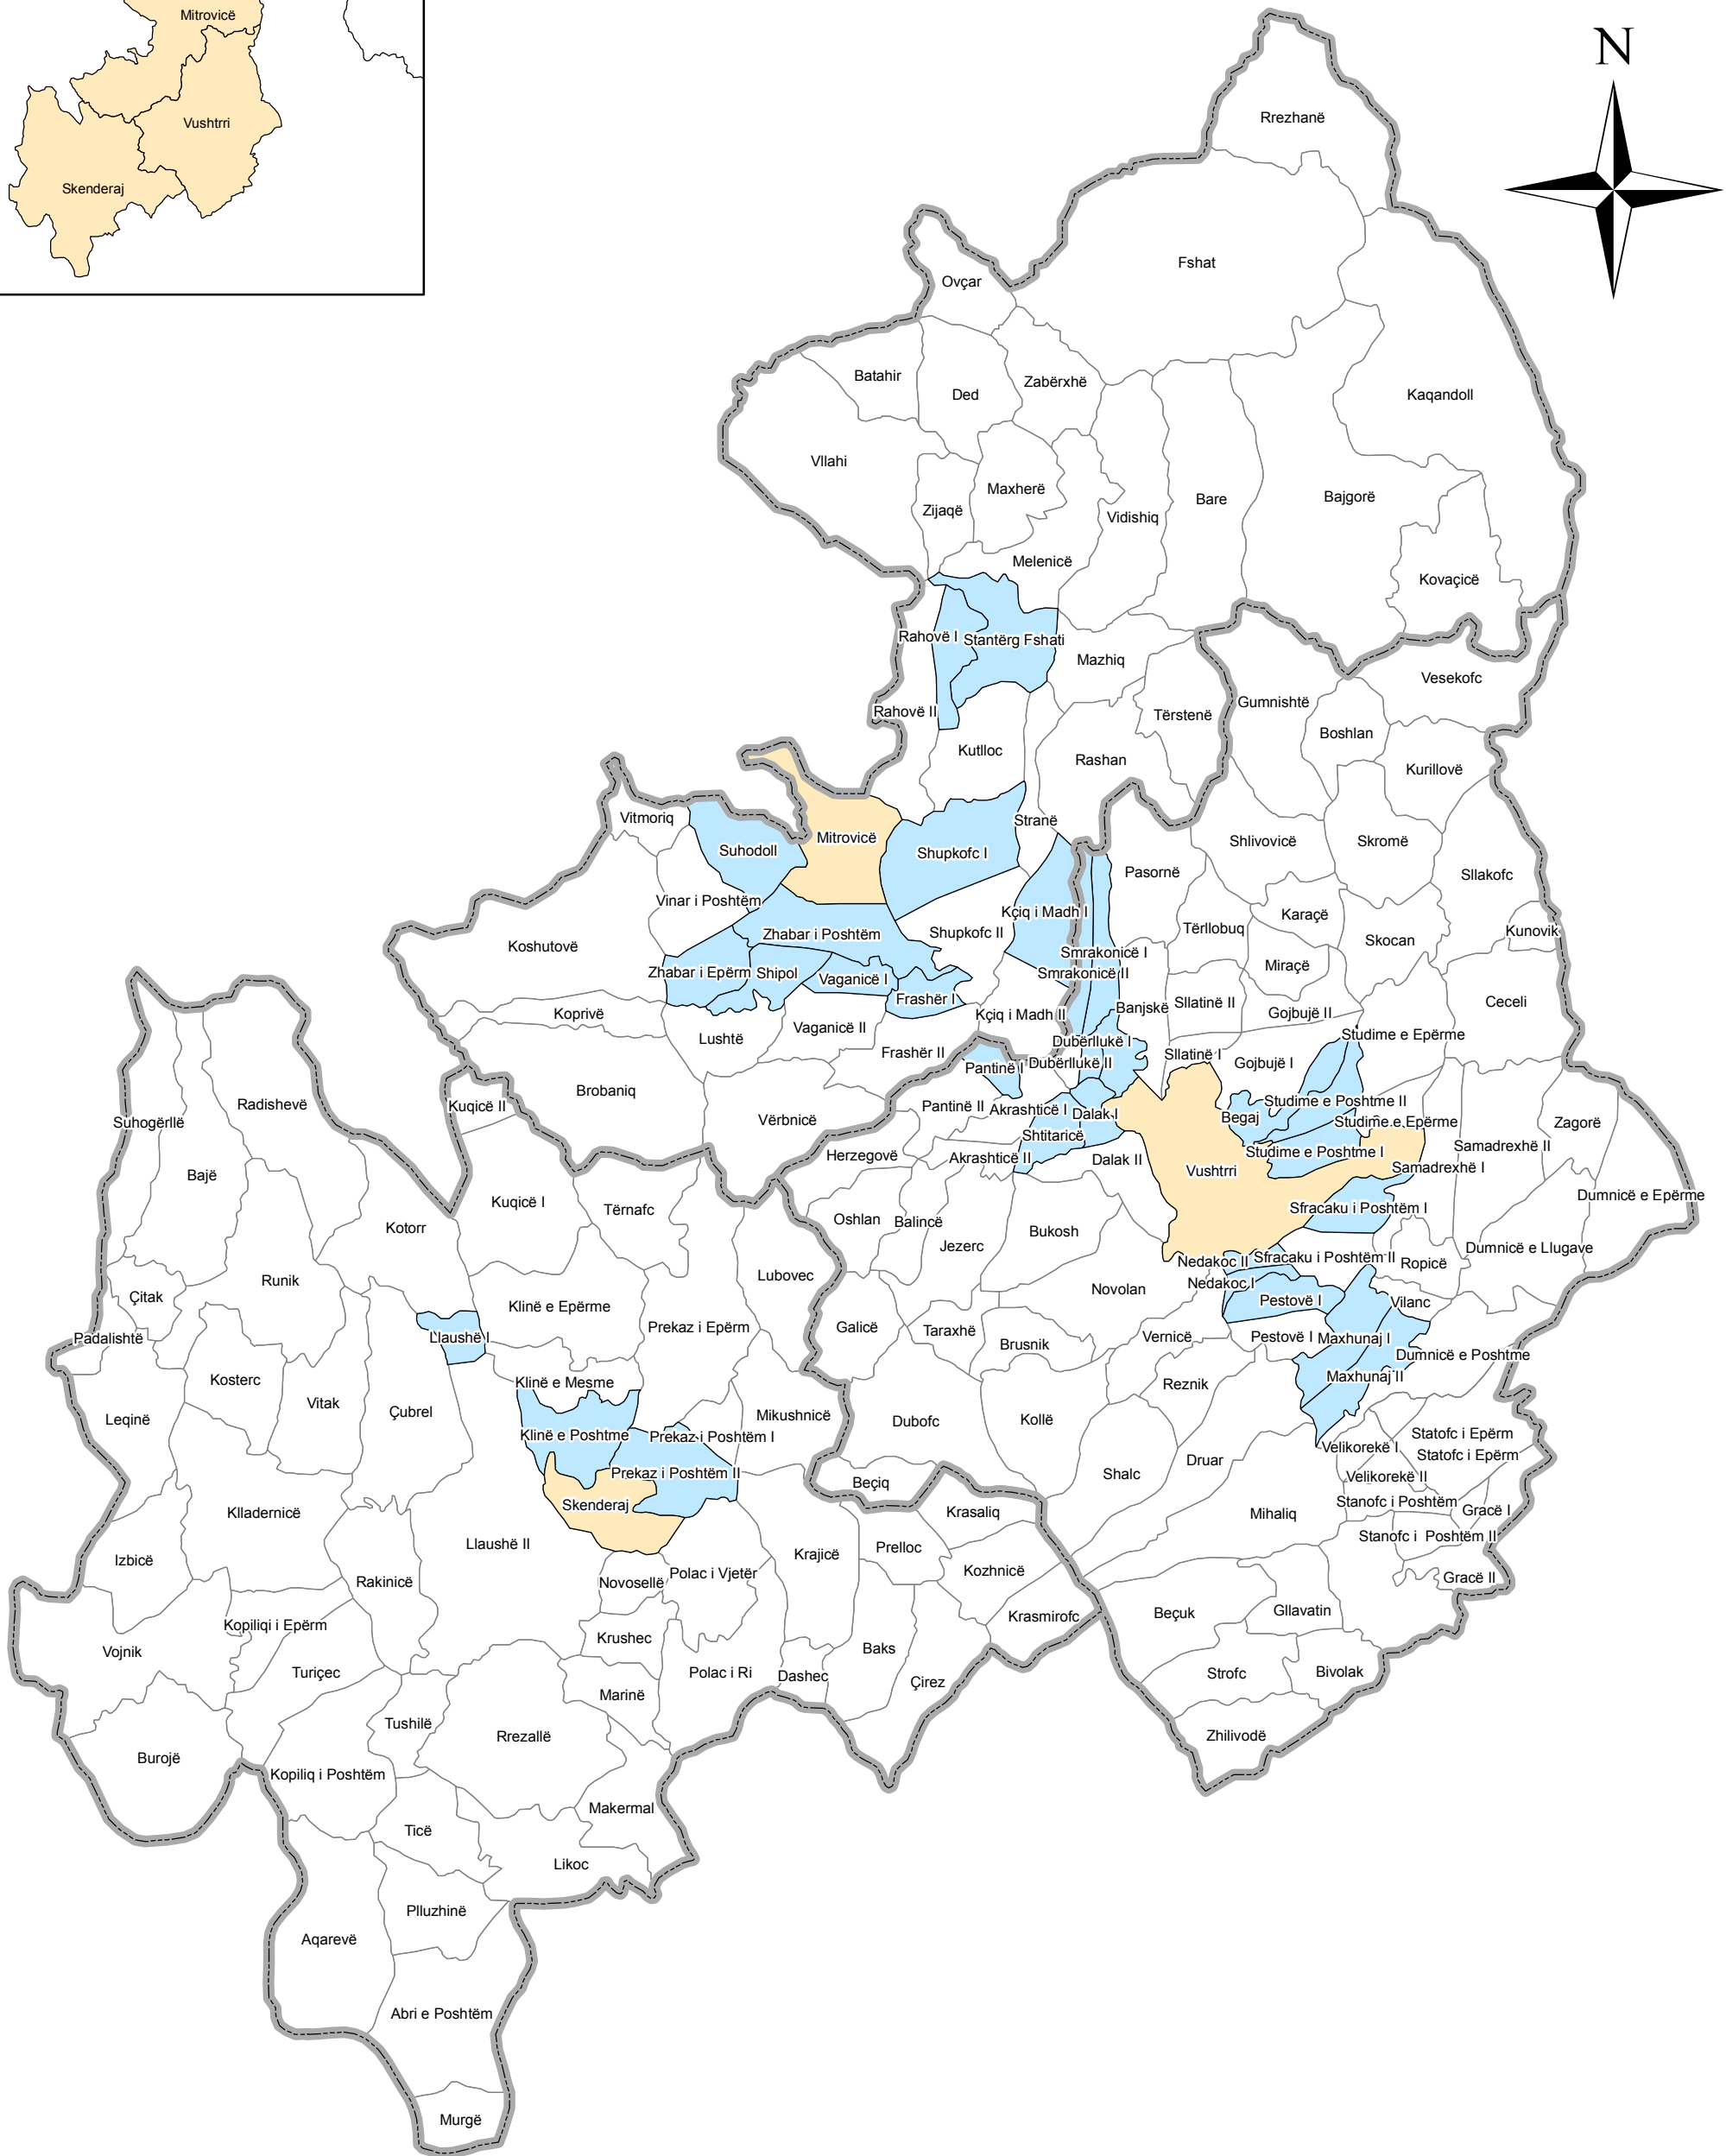 Mitrovicë
Vushtrri
Skenderaj
N
Rrezhanë
Fshat
Ovçar
Batahir
Ded
Zabërxhë
Kaqandoll
Vllahi
Zijaqë
Maxherë
Vidishiq
Bare
Bajgorë
Melenicë
Kovaçicë
Rahovë I
Stantërg Fshati
Mazhiq
Vesekofc
Rahovë II
Tërstenë
Gumnishtë
Boshlan
Kutlloc
Rashan
Kurillovë
Vitmoriq
Mitrovicë
Stranë
Suhodoll
Shupkofc I
Shlivovicë
Skromë
Pasornë
Sllakofc
Vinar i Poshtëm
Kçiq i Madh I
Karaçë
Zhabar i Poshtëm
Shupkofc II
Tërllobuq
Kunovik
Koshutovë
Skocan
Smrakonicë I
Miraçë
Zhabar i Epërm
Shipol
Vaganicë I
Smrakonicë II
Frashër I
Banjskë
Sllatinë II
Ceceli
Koprivë
Kçiq i Madh II
Gojbujë II
Lushtë
Vaganicë II
Dubërllukë I
Studime e Epërme
Frashër II
Sllatinë I
Gojbujë I
Pantinë I
Dubërllukë II
Brobaniq
Kuqicë II
Radishevë
Pantinë II
Akrashticë I
Dalak I
Studime e Poshtme II
Begaj
Suhogërllë
Vërbnicë
Studime e Epërme
Zagorë
Shtitaricë
Samadrexhë II
Herzegovë
Akrashticë II
Dalak II
Studime e Poshtme I
Bajë
Vushtrri
Samadrexhë I
Kuqicë I
Tërnafc
Dumnicë e Epërme
Kotorr
Oshlan
Balincë
Bukosh
Sfracaku i Poshtëm I
Jezerc
Dumnicë e Llugave
Runik
Lubovec
Nedakoc II
Sfracaku i Poshtëm II
Ropicë
Çitak
Klinë e Epërme
Novolan
Nedakoc I
Pestovë I
Vilanc
Padalishtë
Llaushë I
Prekaz i Epërm
Galicë
Taraxhë
Brusnik
Vernicë
Pestovë I
Maxhunaj I
Dumnicë e Poshtme
Kosterc
Klinë e Mesme
Reznik
Maxhunaj II
Vitak
Leqinë
Çubrel
Mikushnicë
Dubofc
Kollë
Klinë e Poshtme
Prekaz i Poshtëm I
Statofc i Epërm
Velikorekë I
Statofc i Epërm
Prekaz i Poshtëm II
Beçiq
Shalc
Druar
Velikorekë II
Skenderaj
Stanofc i Poshtëm
Klladernicë
Krasaliq
Mihaliq
Gracë I
Stanofc i Poshtëm II
Llaushë II
Prelloc
Krajicë
Izbicë
Kozhnicë
Polac i Vjetër
Gracë II
Rakinicë
Novosellë
Krasmirofc
Beçuk
Gllavatin
Kopiliqi i Epërm
Krushec
Vojnik
Baks
Turiçec
Polac i Ri
Dashec
Çirez
Strofc
Bivolak
Marinë
Tushilë
Rrezallë
Zhilivodë
Burojë
Kopiliq i Poshtëm
Makermal
Ticë
Likoc
Plluzhinë
Aqarevë
Abri e Poshtëm
Murgë